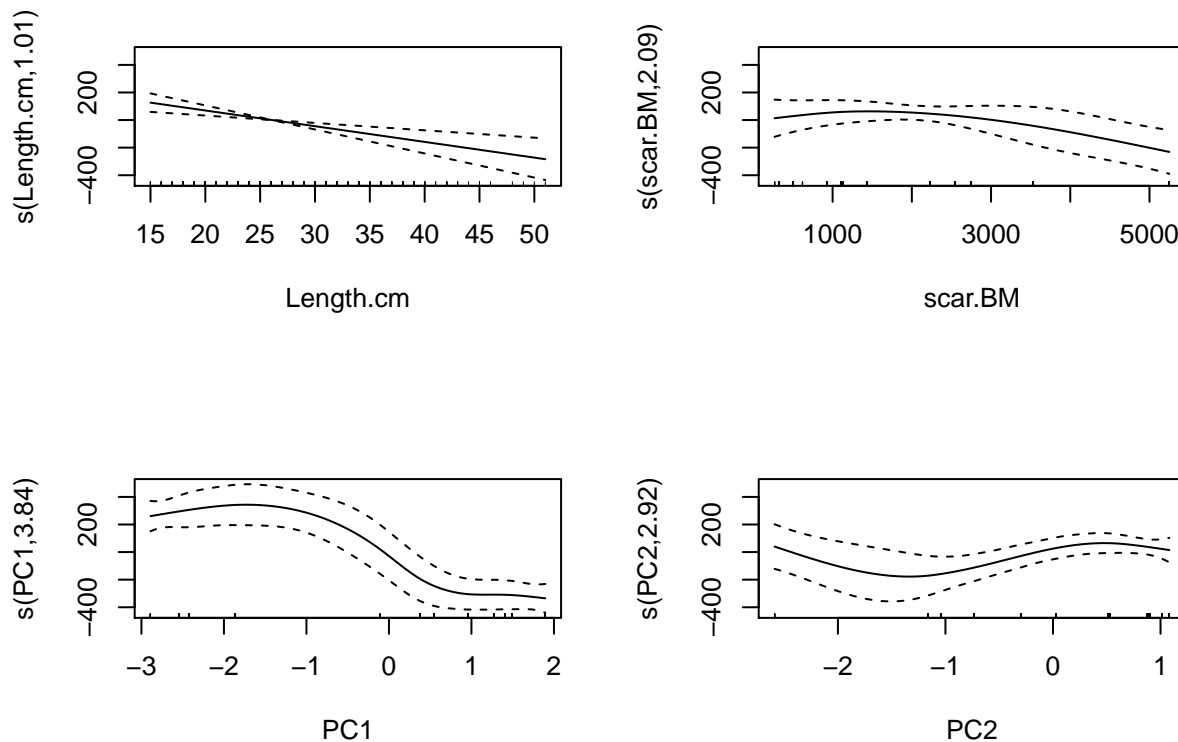 s(Length.cm,1.01)
200
−400
15 20 25 30 35 40 45 50
Length.cm
s(scar.BM,2.09)
200
−400
1000 3000 5000
scar.BM
s(PC1,3.84)
200
−400
−3 −2 −1 0 1 2
PC1
s(PC2,2.92)
200
−400
−2 −1 0 1
PC2